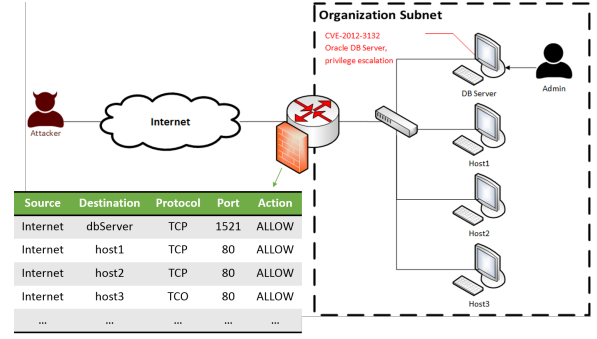 Organization Subnet
CVE-2012-3132
Oracle DB Server,
privilege escalation
DB Server
Admin
Attacker
Internet
Host1
Host2
Host3
Source Destination Protocol Port Action
Internet dbServer TCP 1521 ALLOW
Internet host1 TCP 80 ALLOW
Internet host2 TCP 80 ALLOW
Internet host3 TCO 80 ALLOW
... ... ... ... ...